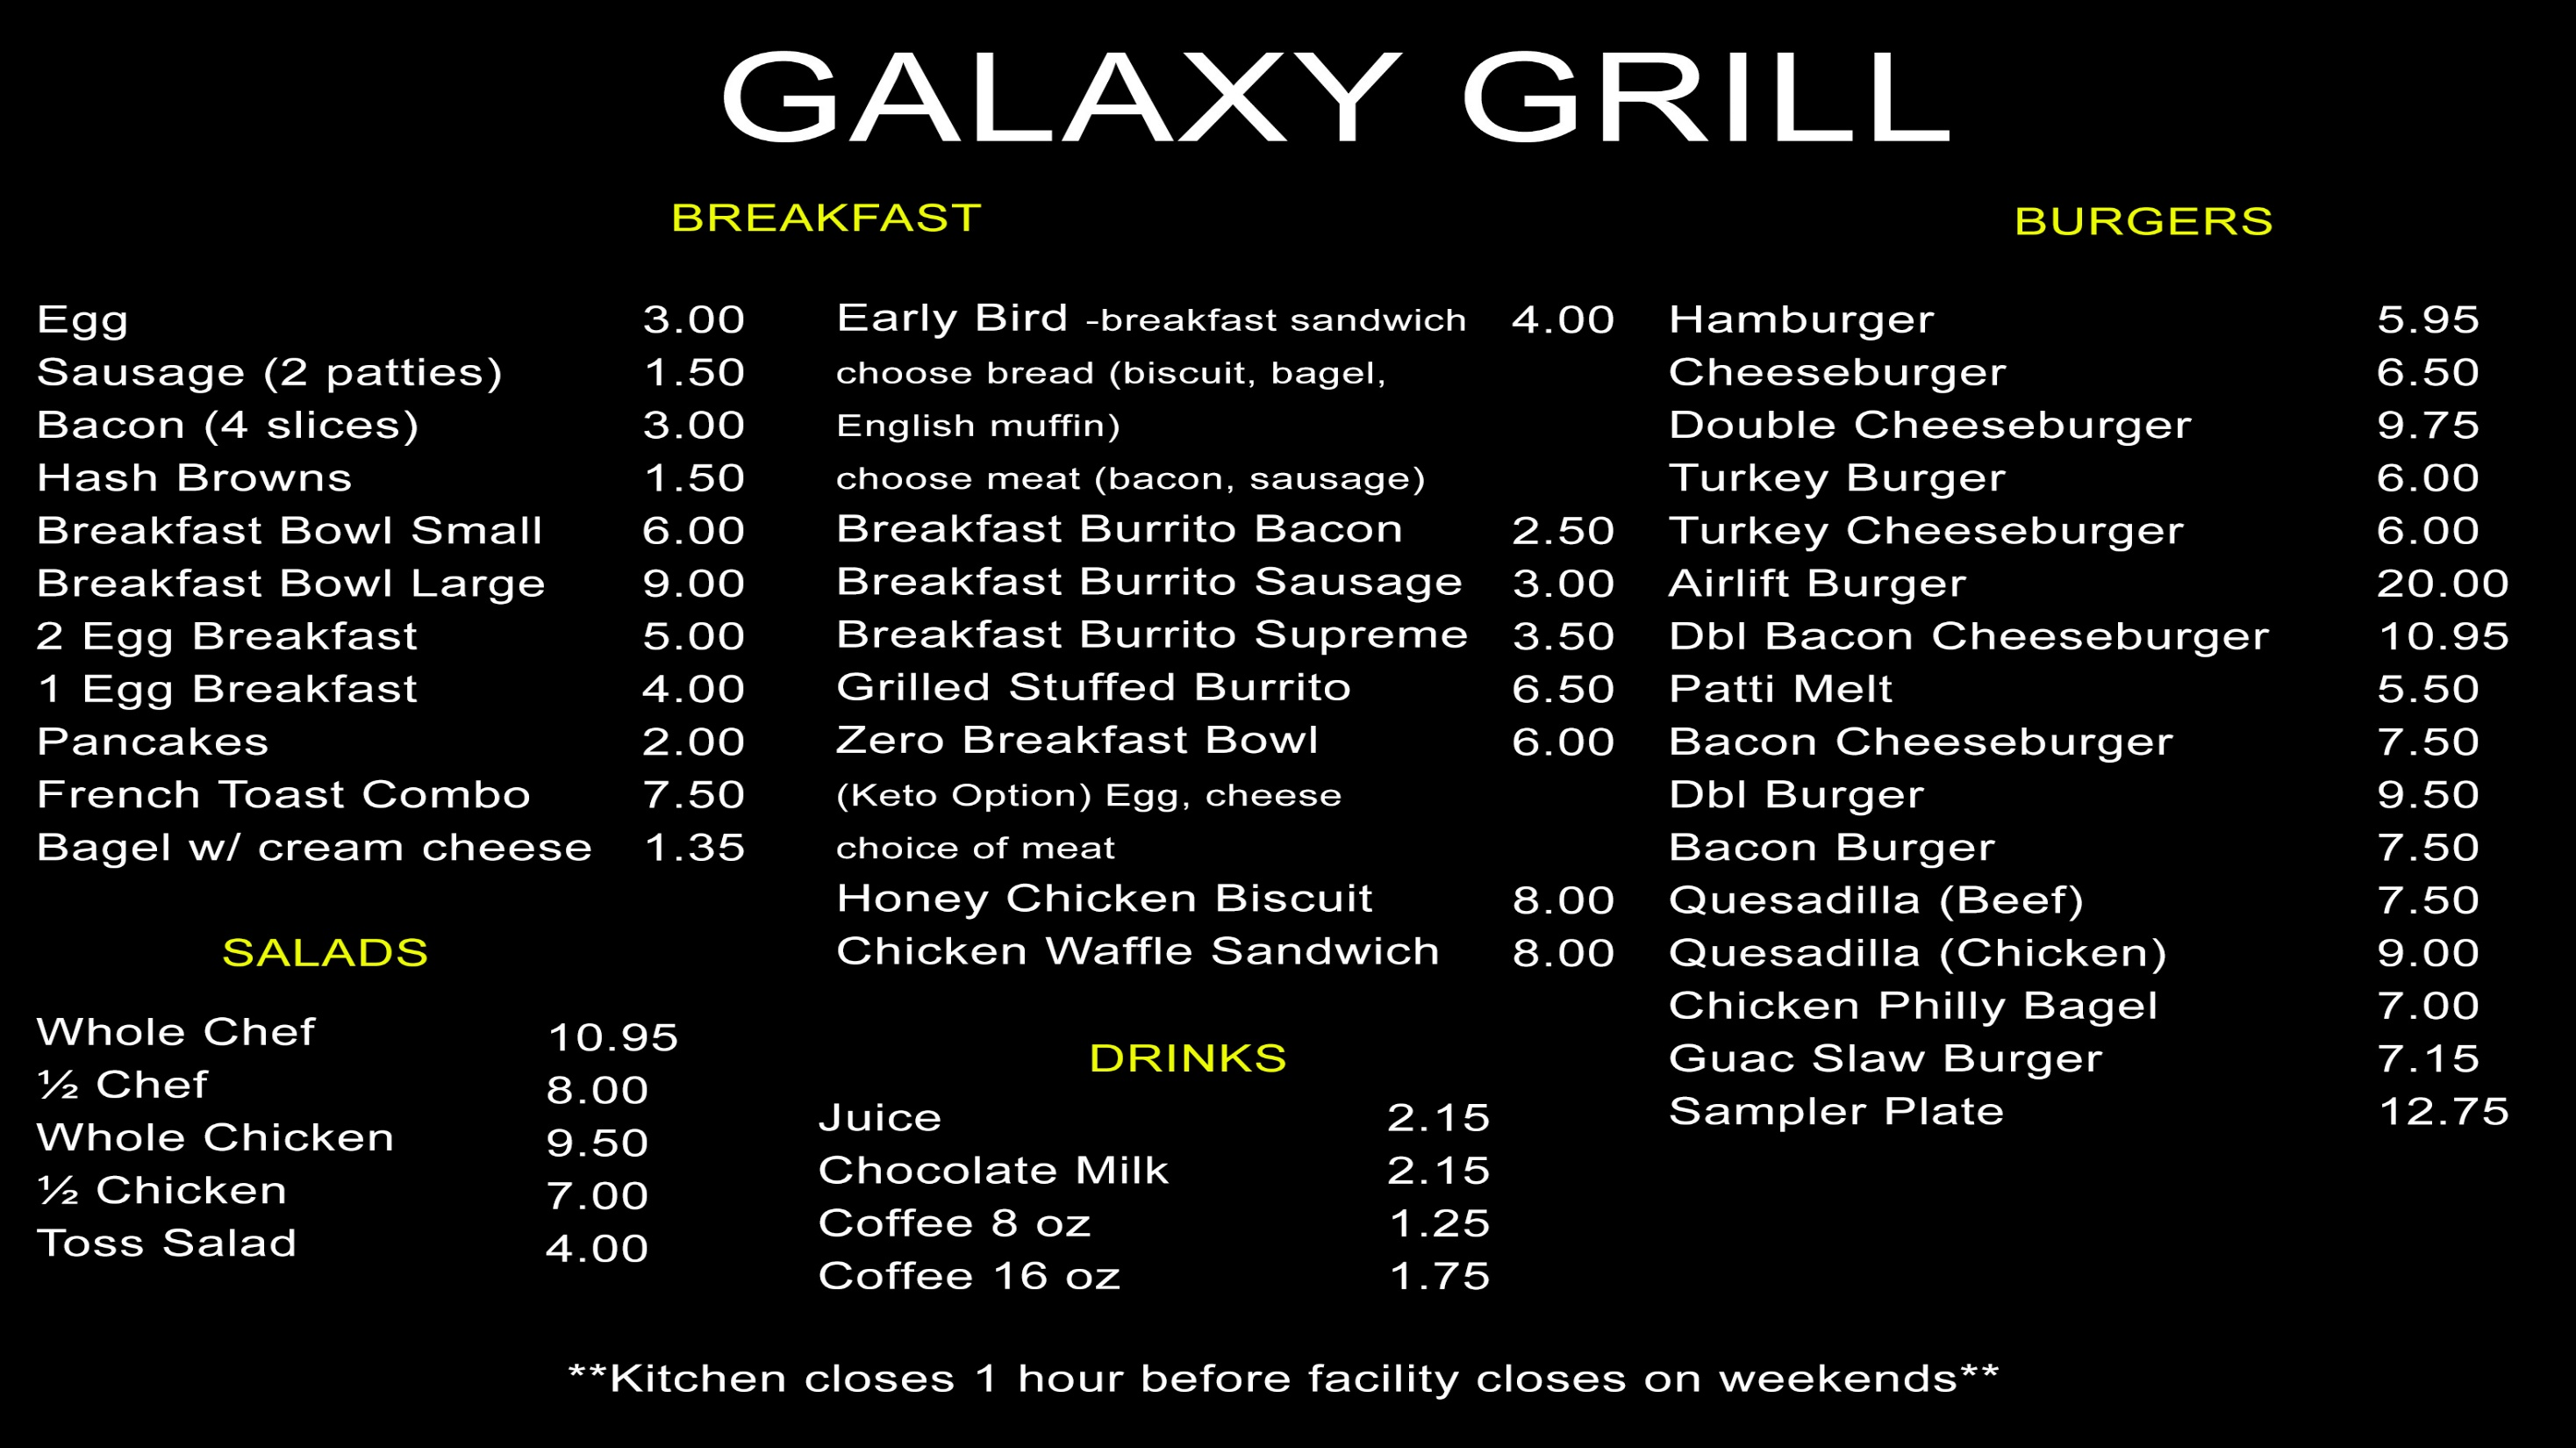 GALAXY GRILL
BREAKFAST
Egg 3.00
Sausage (2 patties) 1.50
Bacon (4 slices) 3.00
Hash Browns 1.50
Breakfast Bowl Small 6.00
Breakfast Bowl Large 9.00
2 Egg Breakfast 5.00
1 Egg Breakfast 4.00
Pancakes 2.00
French Toast Combo 7.50
Bagel w/ cream cheese 1.35
Early Bird -breakfast sandwich 4.00
choose bread (biscuit, bagel,
English muffin)
choose meat (bacon, sausage)
Breakfast Burrito Bacon 2.50
Breakfast Burrito Sausage 3.00
Breakfast Burrito Supreme 3.50
Grilled Stuffed Burrito 6.50
Zero Breakfast Bowl 6.00
(Keto Option) Egg, cheese
choice of meat
Honey Chicken Biscuit 8.00
Chicken Waffle Sandwich 8.00
BURGERS
Hamburger 5.95
Cheeseburger 6.50
Double Cheeseburger 9.75
Turkey Burger 6.00
Turkey Cheeseburger 6.00
Airlift Burger 20.00
Dbl Bacon Cheeseburger 10.95
Patti Melt 5.50
Bacon Cheeseburger 7.50
Dbl Burger 9.50
Bacon Burger 7.50
Quesadilla (Beef) 7.50
Quesadilla (Chicken) 9.00
Chicken Philly Bagel 7.00
Guac Slaw Burger 7.15
Sampler Plate 12.75
SALADS
Whole Chef 10.95
½ Chef 8.00
Whole Chicken 9.50
½ Chicken 7.00
Toss Salad 4.00
DRINKS
Juice 2.15
Chocolate Milk 2.15
Coffee 8 oz 1.25
Coffee 16 oz 1.75
**Kitchen closes 1 hour before facility closes on weekends**